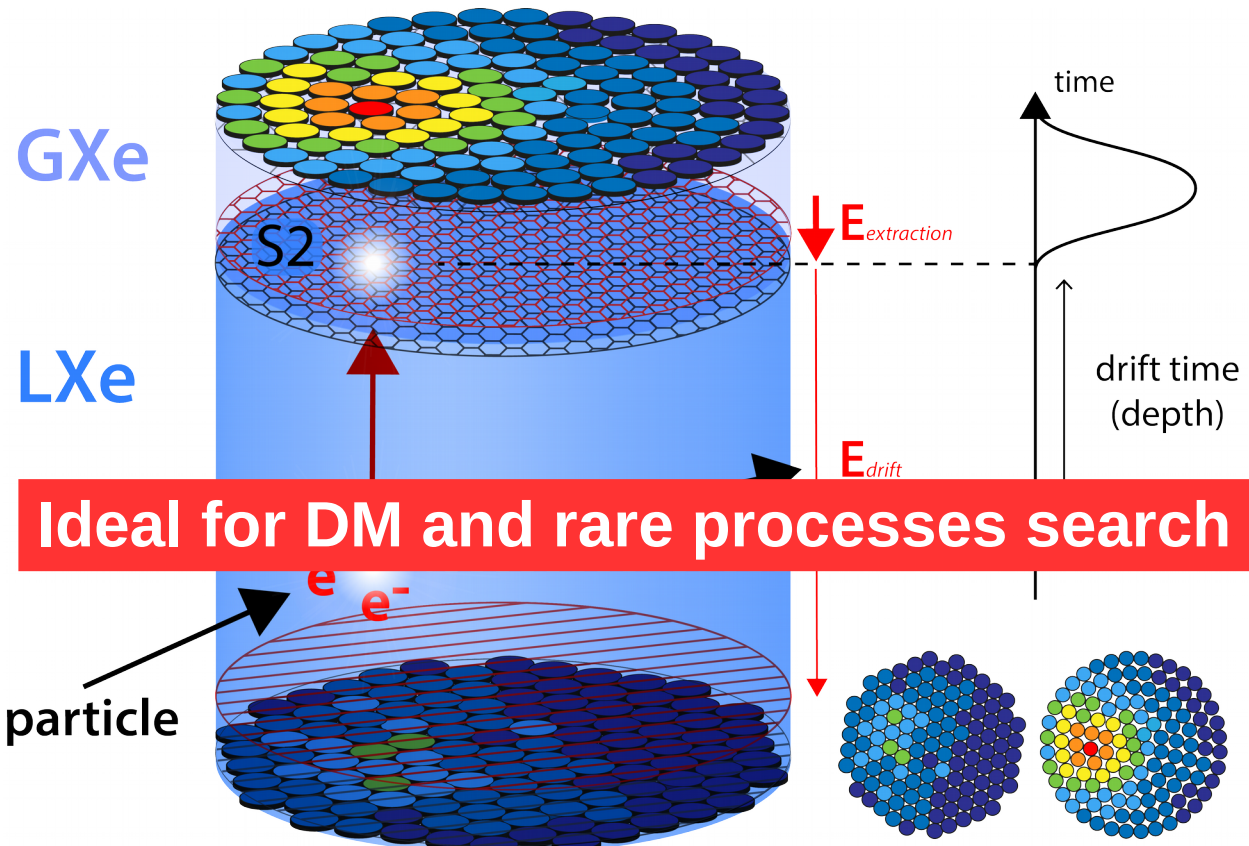 time
GXe
E extraction
S2
LXe
drift time
(depth)
E drift
Ideal for DM and rare processes search
e
e-
particle